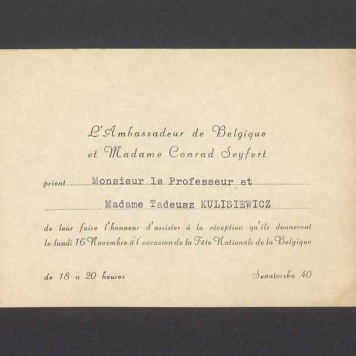 L'Ambassadeur de Belgique
et Madame Conrad Seyfert
prient Monsieur le Professeur et
Madame Tadeusz KULISIEWICZ
de leur faire l'honneur d'assister à la réception qu'ils donneront
le lundi 16 Novembre à l'occasion de la Fête Nationale de la Belgique
de 18 à 20 heures
Senatorska 40